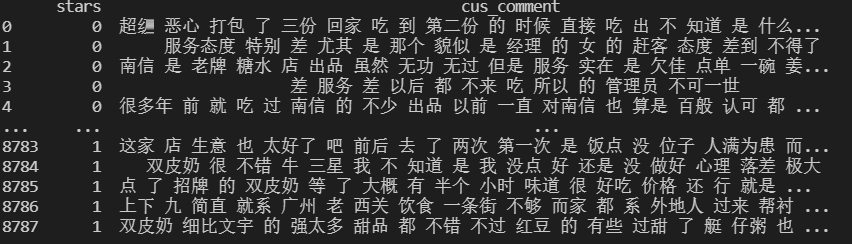 stars cus_comment
0 0 超级 恶心 打包 了 三份 回家 吃 到 第二份 的 时候 直接 吃 出 不 知道 是 什么...
1 0 服务态度 特别 差 尤其 是 那个 貌似 是 经理 的 女 的 赶客 态度 差到 不得了
2 0 南信 是 老牌 糖水 店 出品 虽然 无功 无过 但是 服务 实在 是 欠佳 点单 一碗 姜...
3 0 差 服务 差 以后 都 不来 吃 所以 的 管理员 不可一世
4 0 很多年 前 就 吃 过 南信 的 不少 出品 以前 一直 对南信 也 算是 百般 认可 都 ...
... ... ...
8783 1 这家 店 生意 也 太好了 吧 前后 去 了 两次 第一次 是 饭点 没 位子 人满为患 而...
8784 1 双皮奶 很 不错 牛 三星 我 不 知道 是 我 没点 好 还是 没 做好 心理 落差 极大
8785 1 点 了 招牌 的 双皮奶 等 了 大概 有 半个 小时 味道 很 好吃 价格 还 行 就是 ...
8786 1 上下 九 简直 就系 广州 老 西关 饮食 一条街 不够 而家 都 系 外地人 过来 帮衬 ...
8787 1 双皮奶 细比文宇 的 强太多 甜品 都 不错 不过 红豆 的 有些 过甜 了 艇 仔粥 也 ...